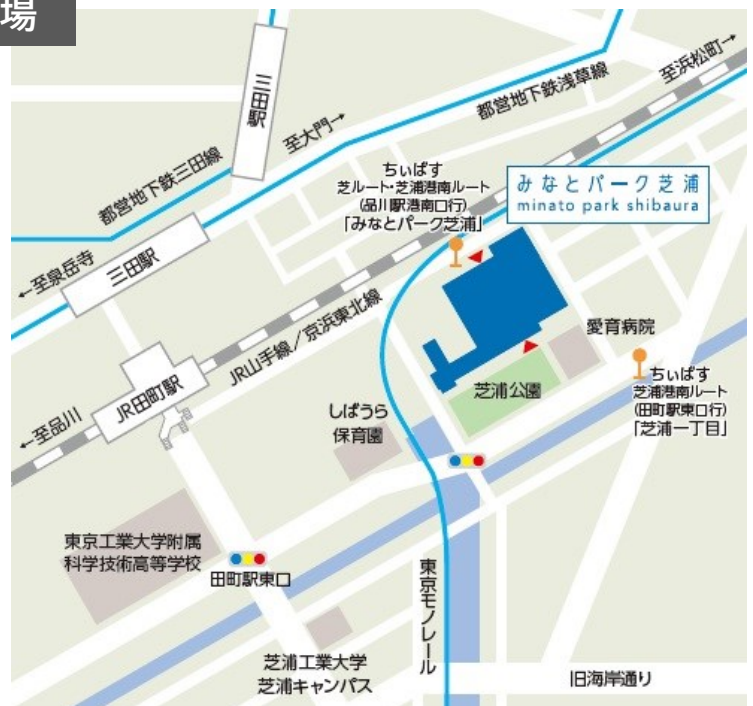 場
三田駅
至浜松町→
都営地下鉄浅草線
至大門→
都営地下鉄三田線
ちぃばす
芝ルート・芝浦港南ルート
(品川駅港南口行)
「みなとパーク芝浦」
みなとパーク芝浦
minato park shibaura
←至泉岳寺
三田駅
JR山手線/京浜東北線
愛育病院
JR田町駅
芝浦公園
ちぃばす
芝浦港南ルート
(田町駅東口行)
「芝浦一丁目」
←至品川
しばうら
保育園
東京工業大学附属
科学技術高等学校
田町駅東口
東京モノレール
芝浦工業大学
芝浦キャンパス
旧海岸通り